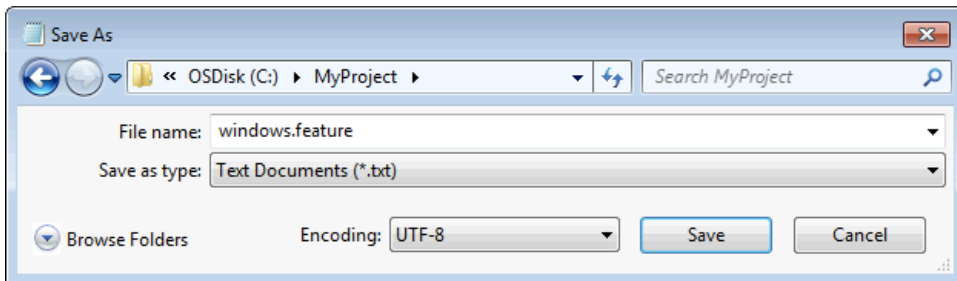 Save As
« OSDisk (C:) ▸ MyProject ▸
Search MyProject
File name: windows.feature
Save as type: Text Documents (*.txt)
Browse Folders
Encoding: UTF-8
Save
Cancel